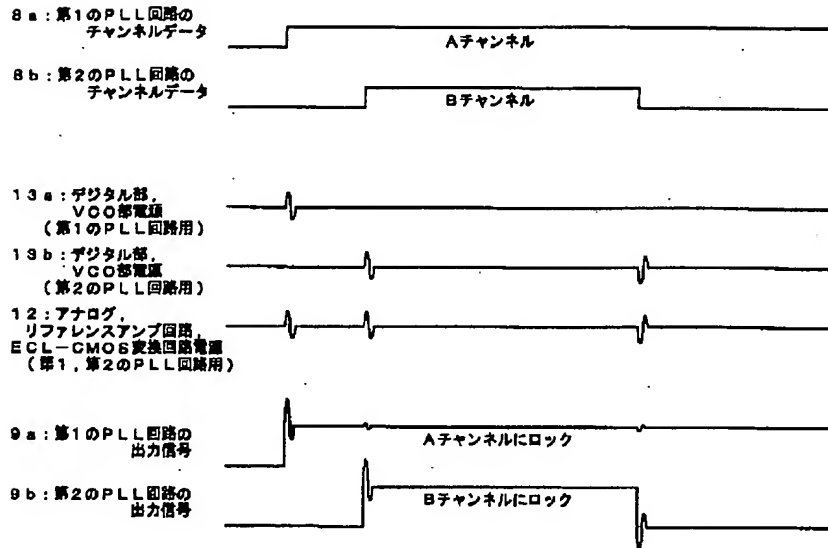 8a:第1のPLL回路の
チャンネルデータ
Aチャンネル
8b:第2のPLL回路の
チャンネルデータ
Bチャンネル
13a:デジタル部,
VCO部電源
(第1のPLL回路用)
13b:デジタル部,
VCO部電源
(第2のPLL回路用)
12:アナログ,
リファレンスアンプ回路,
ECL-CMOS変換回路電源
(第1,第2のPLL回路用)
9a:第1のPLL回路の
出力信号
Aチャンネルにロック
9b:第2のPLL回路の
出力信号
Bチャンネルにロック